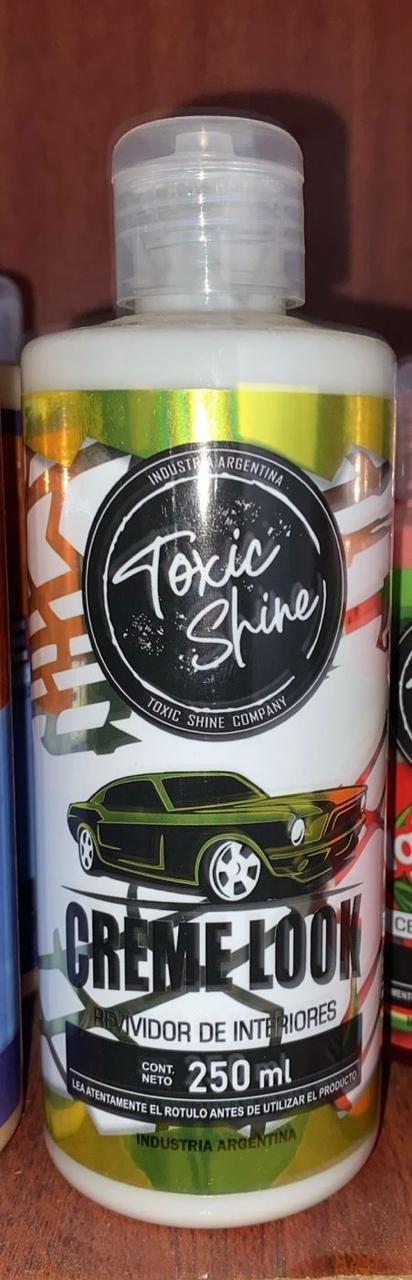 INDUSTRIA ARGENTINA
Toxic
Shine
TOXIC SHINE COMPANY
CREME LOOK
REVIVIDOR DE INTERIORES
CONT.
NETO 250 ml
LEA ATENTAMENTE EL ROTULO ANTES DE UTILIZAR EL PRODUCTO
INDUSTRIA ARGENTINA